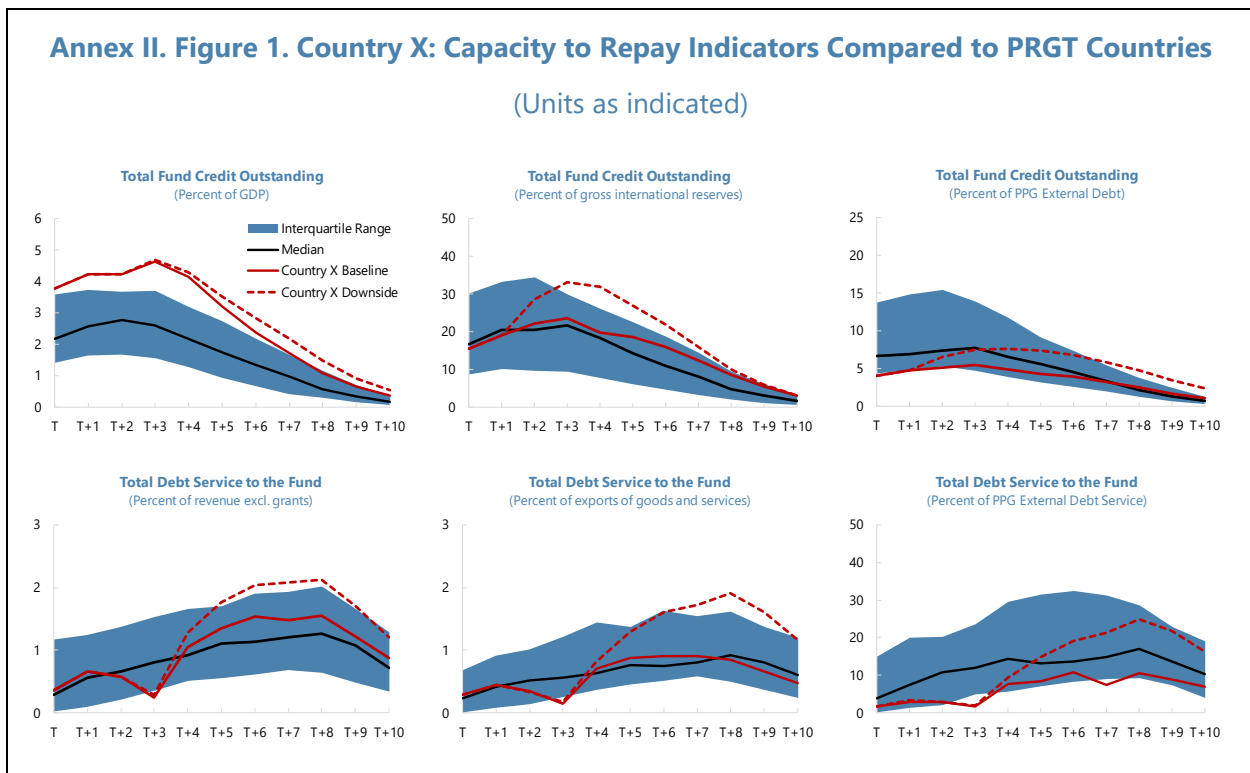 Annex II. Figure 1. Country X: Capacity to Repay Indicators Compared to PRGT Countries
(Units as indicated)
Total Fund Credit Outstanding
(Percent of GDP)
6
5
4
3
2
1
0
Interquartile Range
Median
Country X Baseline
Country X Downside
T T+1 T+2 T+3 T+4 T+5 T+6 T+7 T+8 T+9 T+10
Total Fund Credit Outstanding
(Percent of gross international reserves)
50
40
30
20
10
0
T T+1 T+2 T+3 T+4 T+5 T+6 T+7 T+8 T+9 T+10
Total Fund Credit Outstanding
(Percent of PPG External Debt)
25
20
15
10
5
0
T T+1 T+2 T+3 T+4 T+5 T+6 T+7 T+8 T+9 T+10
Total Debt Service to the Fund
(Percent of revenue excl. grants)
3
2
1
0
T T+1 T+2 T+3 T+4 T+5 T+6 T+7 T+8 T+9 T+10
Total Debt Service to the Fund
(Percent of exports of goods and services)
3
2
1
0
T T+1 T+2 T+3 T+4 T+5 T+6 T+7 T+8 T+9 T+10
Total Debt Service to the Fund
(Percent of PPG External Debt Service)
50
40
30
20
10
0
T T+1 T+2 T+3 T+4 T+5 T+6 T+7 T+8 T+9 T+10